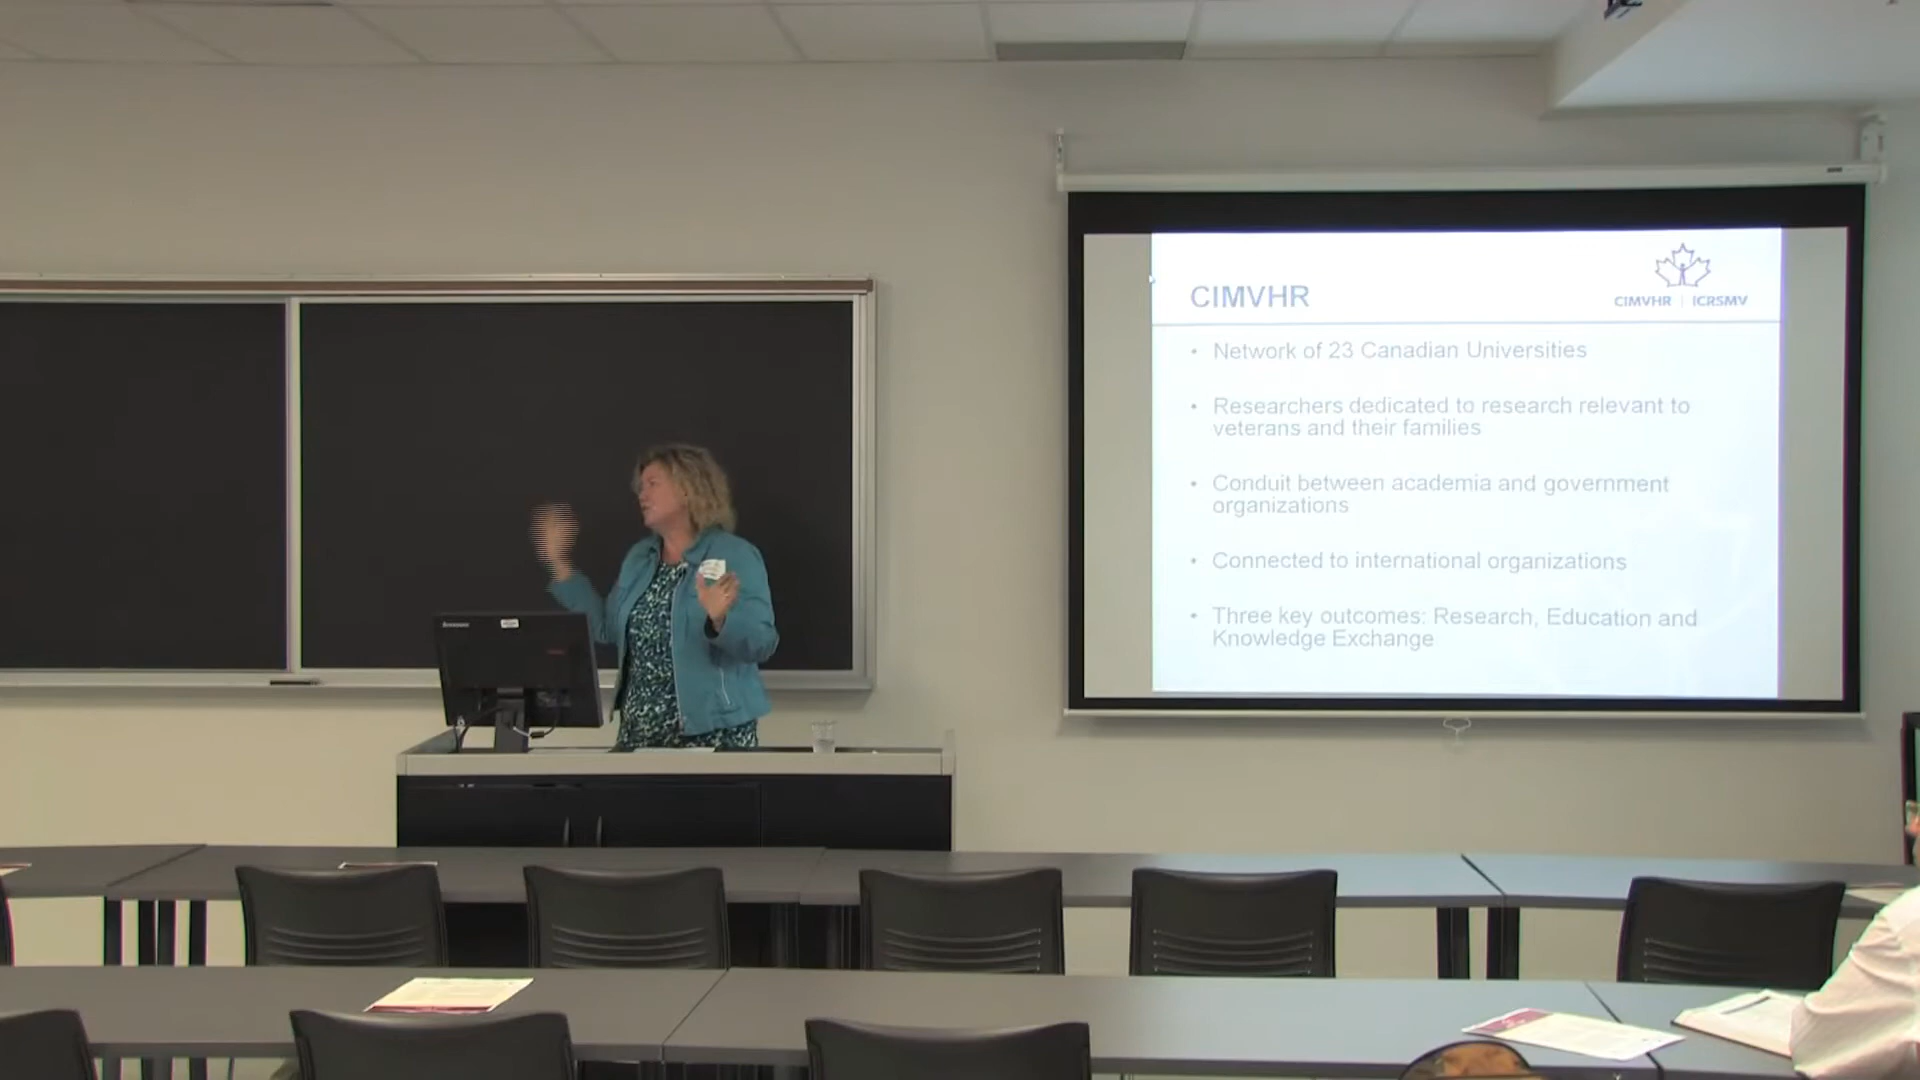 CIMVHR
CIMVHR | ICRSMV
• Network of 23 Canadian Universities
• Researchers dedicated to research relevant to
veterans and their families
• Conduit between academia and government
organizations
• Connected to international organizations
• Three key outcomes: Research, Education and
Knowledge Exchange
lenovo